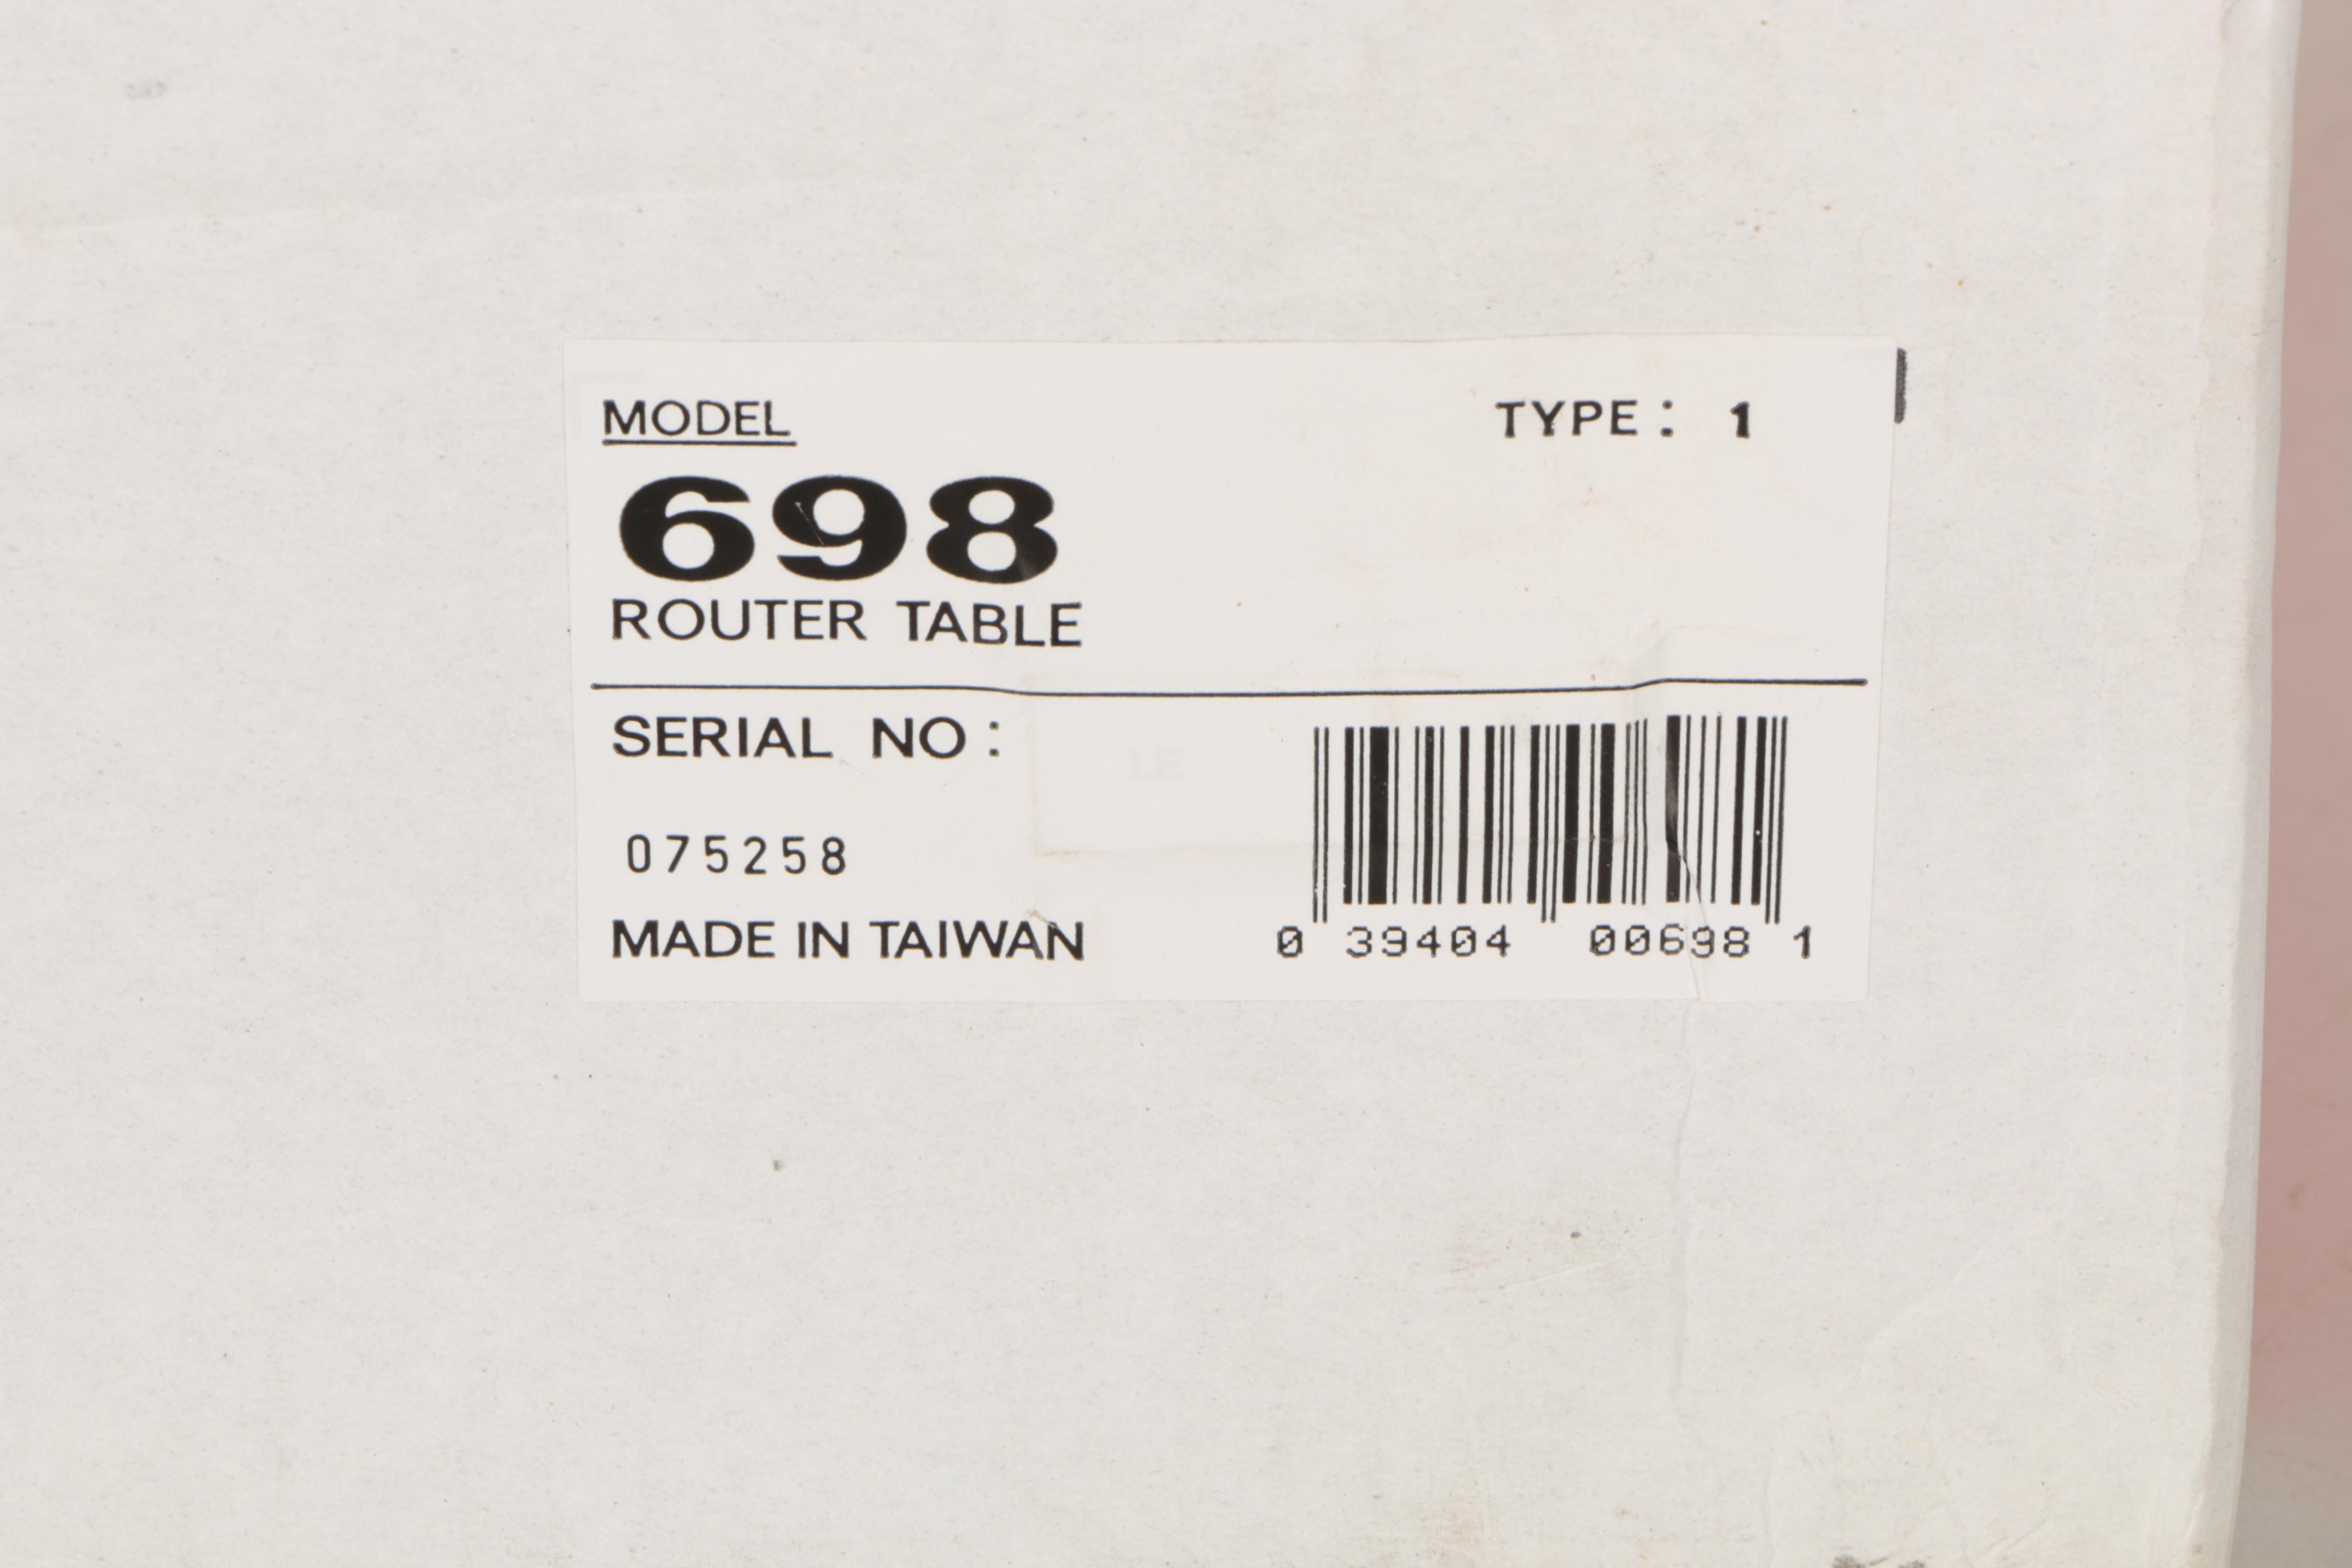 MODEL TYPE: 1
698
ROUTER TABLE
SERIAL NO:
075258
MADE IN TAIWAN
0 39404 00698 1